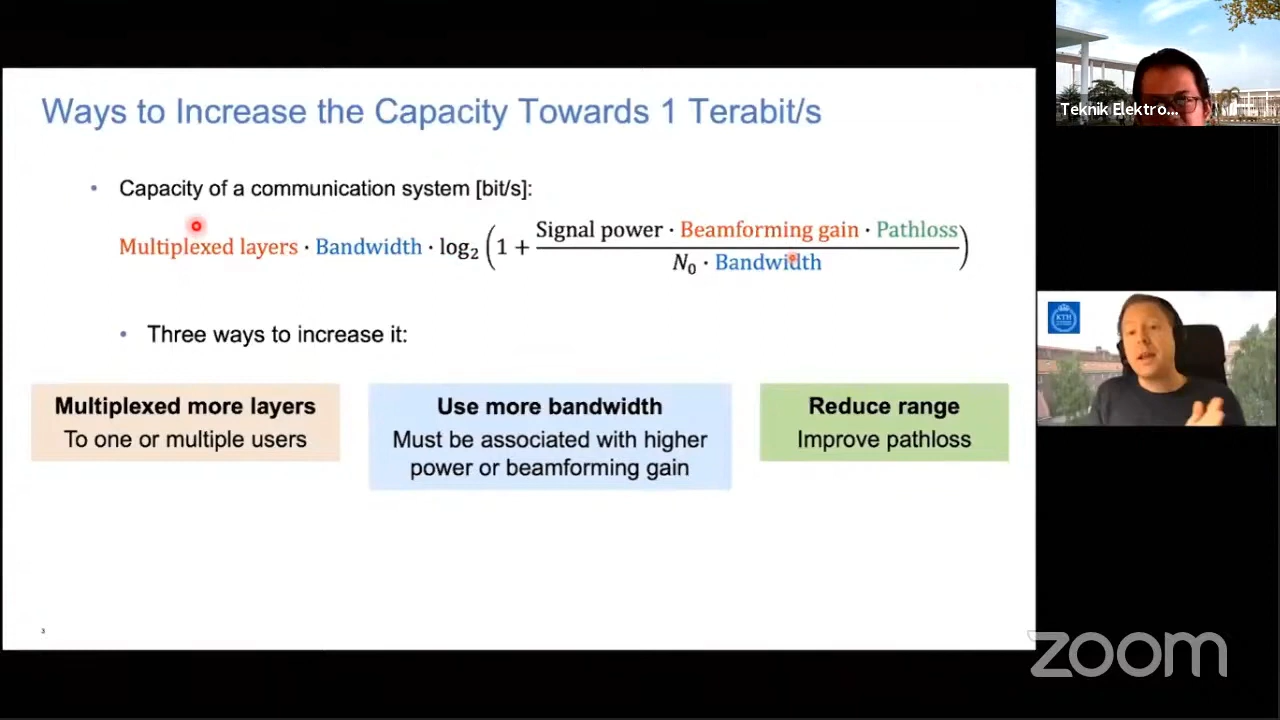 Ways to Increase the Capacity Towards 1 Terabit/s
Teknik Elektro...
• Capacity of a communication system [bit/s]:
Multiplexed layers · Bandwidth · log₂ (1 + Signal power · Beamforming gain · Pathloss / N₀ · Bandwidth)
• Three ways to increase it:
KTH
Multiplexed more layers
To one or multiple users
Use more bandwidth
Must be associated with higher
power or beamforming gain
Reduce range
Improve pathloss
3
zoom